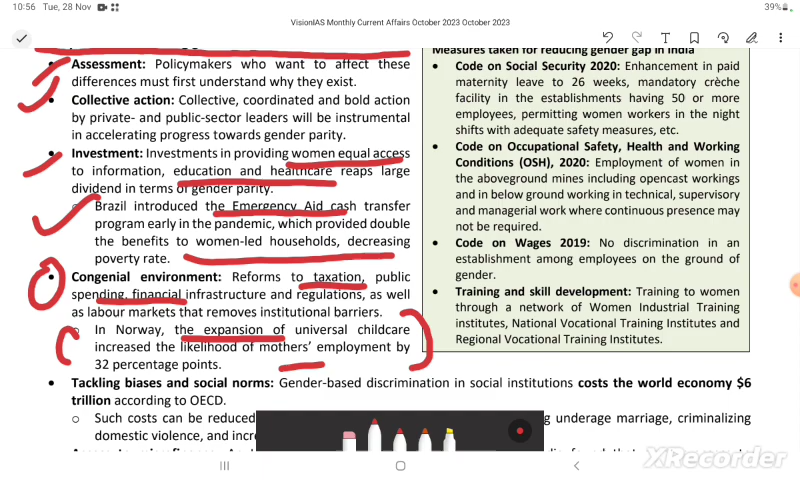 10:56 Tue, 28 Nov
39%
VisionIAS Monthly Current Affairs October 2023 October 2023
T
• Assessment: Policymakers who want to affect these
differences must first understand why they exist.
• Collective action: Collective, coordinated and bold action
by private- and public-sector leaders will be instrumental
in accelerating progress towards gender parity.
• Investment: Investments in providing women equal access
to information, education and healthcare reaps large
dividend in terms of gender parity.
o Brazil introduced the Emergency Aid cash transfer
program early in the pandemic, which provided double
the benefits to women-led households, decreasing
poverty rate.
• Congenial environment: Reforms to taxation, public
spending, financial infrastructure and regulations, as well
as labour markets that removes institutional barriers.
o In Norway, the expansion of universal childcare
increased the likelihood of mothers' employment by
32 percentage points.
Measures taken for reducing gender gap in India
• Code on Social Security 2020: Enhancement in paid
maternity leave to 26 weeks, mandatory crèche
facility in the establishments having 50 or more
employees, permitting women workers in the night
shifts with adequate safety measures, etc.
• Code on Occupational Safety, Health and Working
Conditions (OSH), 2020: Employment of women in
the aboveground mines including opencast workings
and in below ground working in technical, supervisory
and managerial work where continuous presence may
not be required.
• Code on Wages 2019: No discrimination in an
establishment among employees on the ground of
gender.
• Training and skill development: Training to women
through a network of Women Industrial Training
institutes, National Vocational Training Institutes and
Regional Vocational Training Institutes.
• Tackling biases and social norms: Gender-based discrimination in social institutions costs the world economy $6
trillion according to OECD.
o Such costs can be reduced underage marriage, criminalizing
domestic violence, and
XRecorder